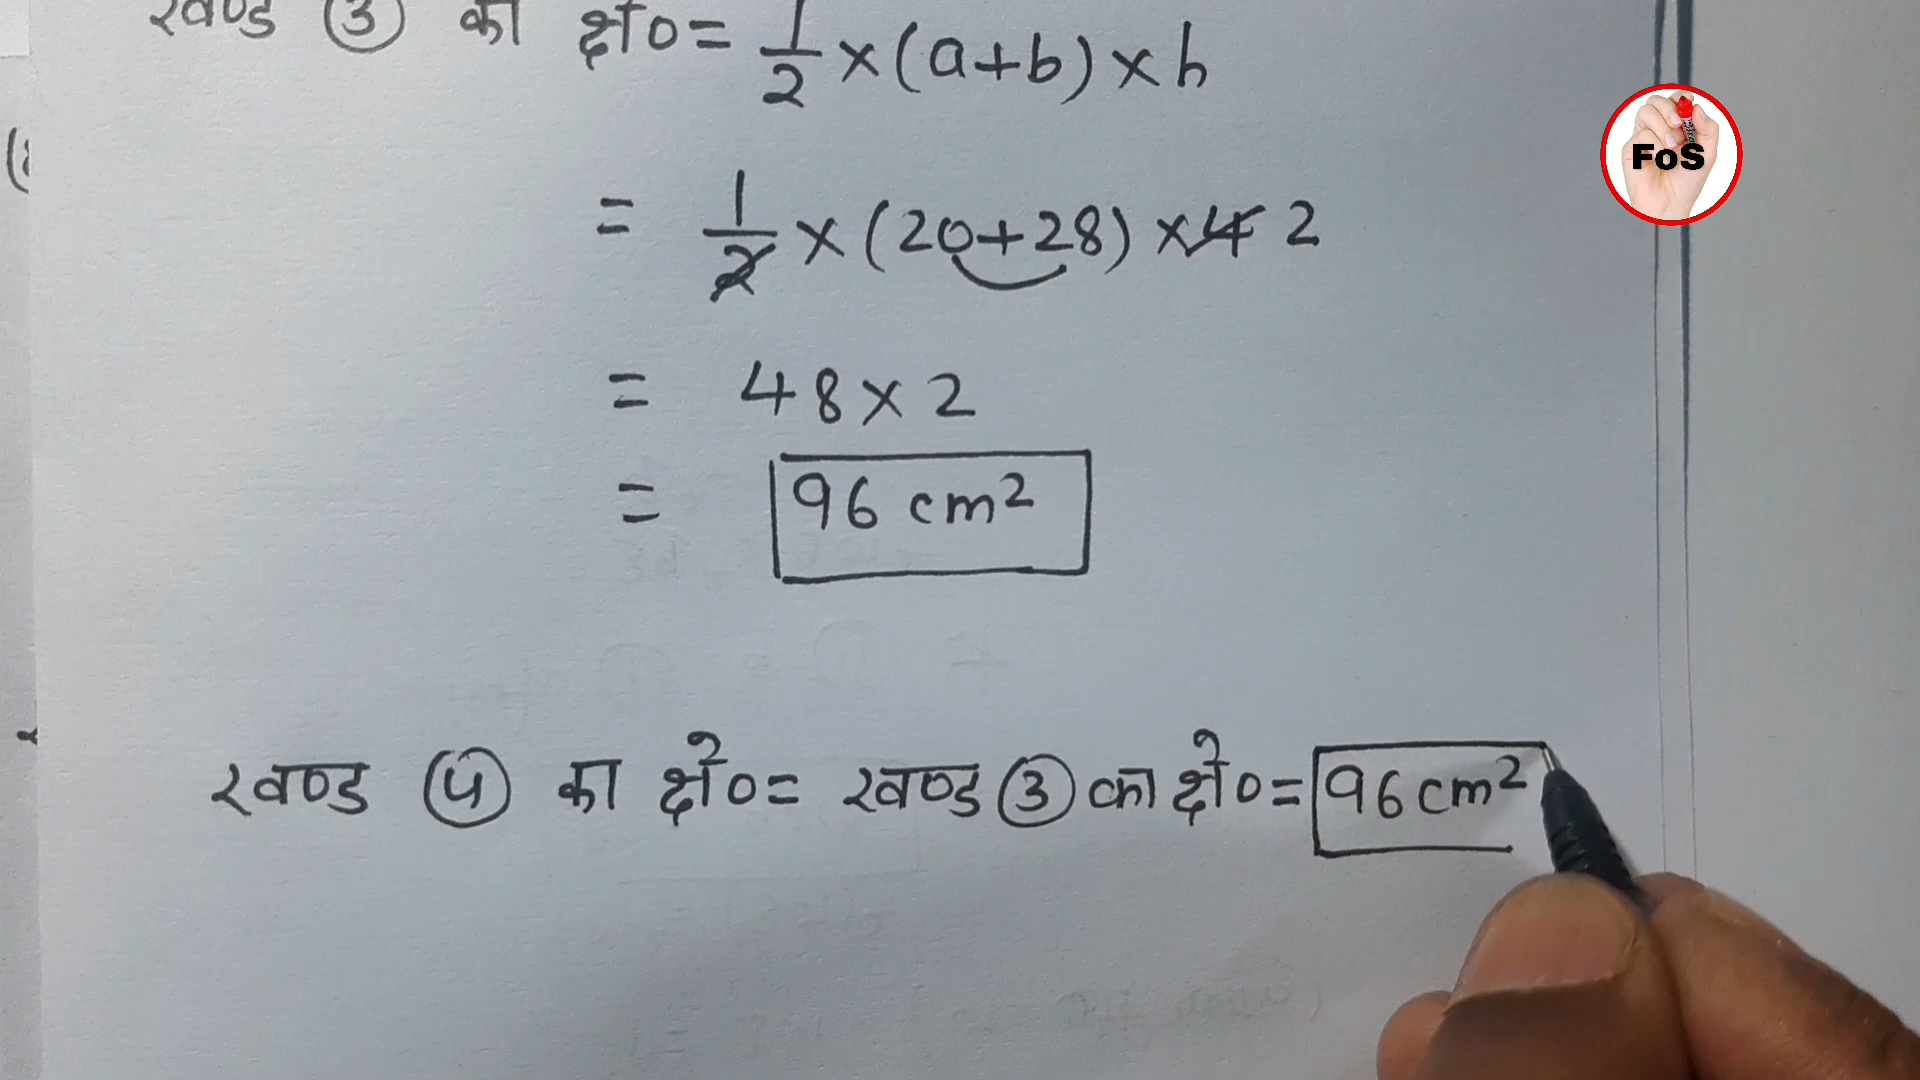 खण्ड ③ का क्षे० = 1/2 × (a+b) × h
FoS
= 1/2 × (20+28) × 4 2
= 48 × 2
= 96 cm²
खण्ड ④ का क्षे० = खण्ड ③ का क्षे० = 96 cm²